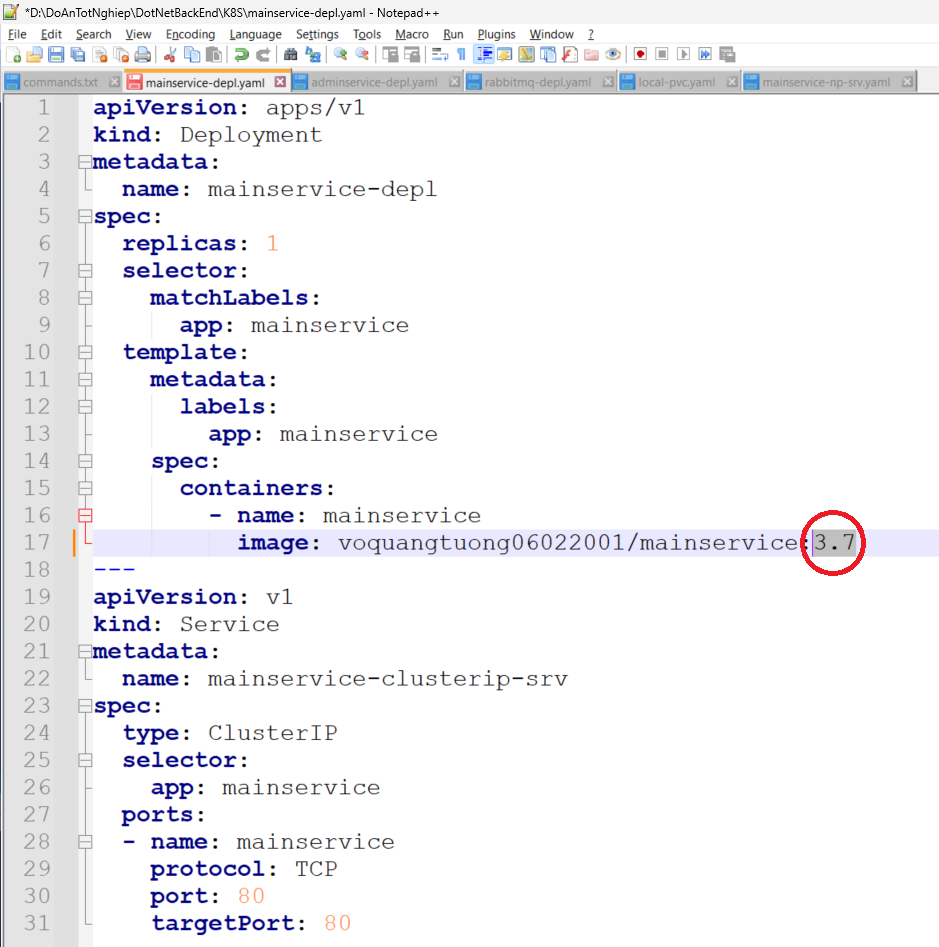 *D:\DoAnTotNghiep\DotNetBackEnd\K8S\mainservice-depl.yaml - Notepad++
File Edit Search View Encoding Language Settings Tools Macro Run Plugins Window ?
commands.txt mainservice-depl.yaml adminservice-depl.yaml rabbitmq-depl.yaml local-pvc.yaml mainservice-np-srv.yaml
1 apiVersion: apps/v1
2 kind: Deployment
3 metadata:
4   name: mainservice-depl
5 spec:
6   replicas: 1
7   selector:
8     matchLabels:
9       app: mainservice
10   template:
11     metadata:
12       labels:
13         app: mainservice
14     spec:
15       containers:
16         - name: mainservice
17           image: voquangtuong06022001/mainservice:3.7
18 ---
19 apiVersion: v1
20 kind: Service
21 metadata:
22   name: mainservice-clusterip-srv
23 spec:
24   type: ClusterIP
25   selector:
26     app: mainservice
27   ports:
28   - name: mainservice
29     protocol: TCP
30     port: 80
31     targetPort: 80